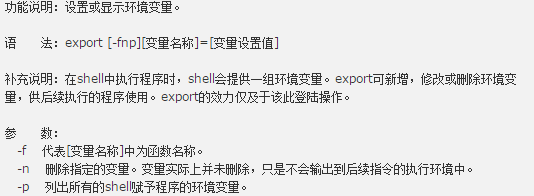 功能说明：设置或显示环境变量。
语　　法：export [-fnp][变量名称]=[变量设置值]
补充说明：在shell中执行程序时，shell会提供一组环境变量。export可新增，修改或删除环境变
量，供后续执行的程序使用。export的效力仅及于该此登陆操作。
参　　数：
-f 代表[变量名称]中为函数名称。
-n 删除指定的变量。变量实际上并未删除，只是不会输出到后续指令的执行环境中。
-p 列出所有的shell赋予程序的环境变量。